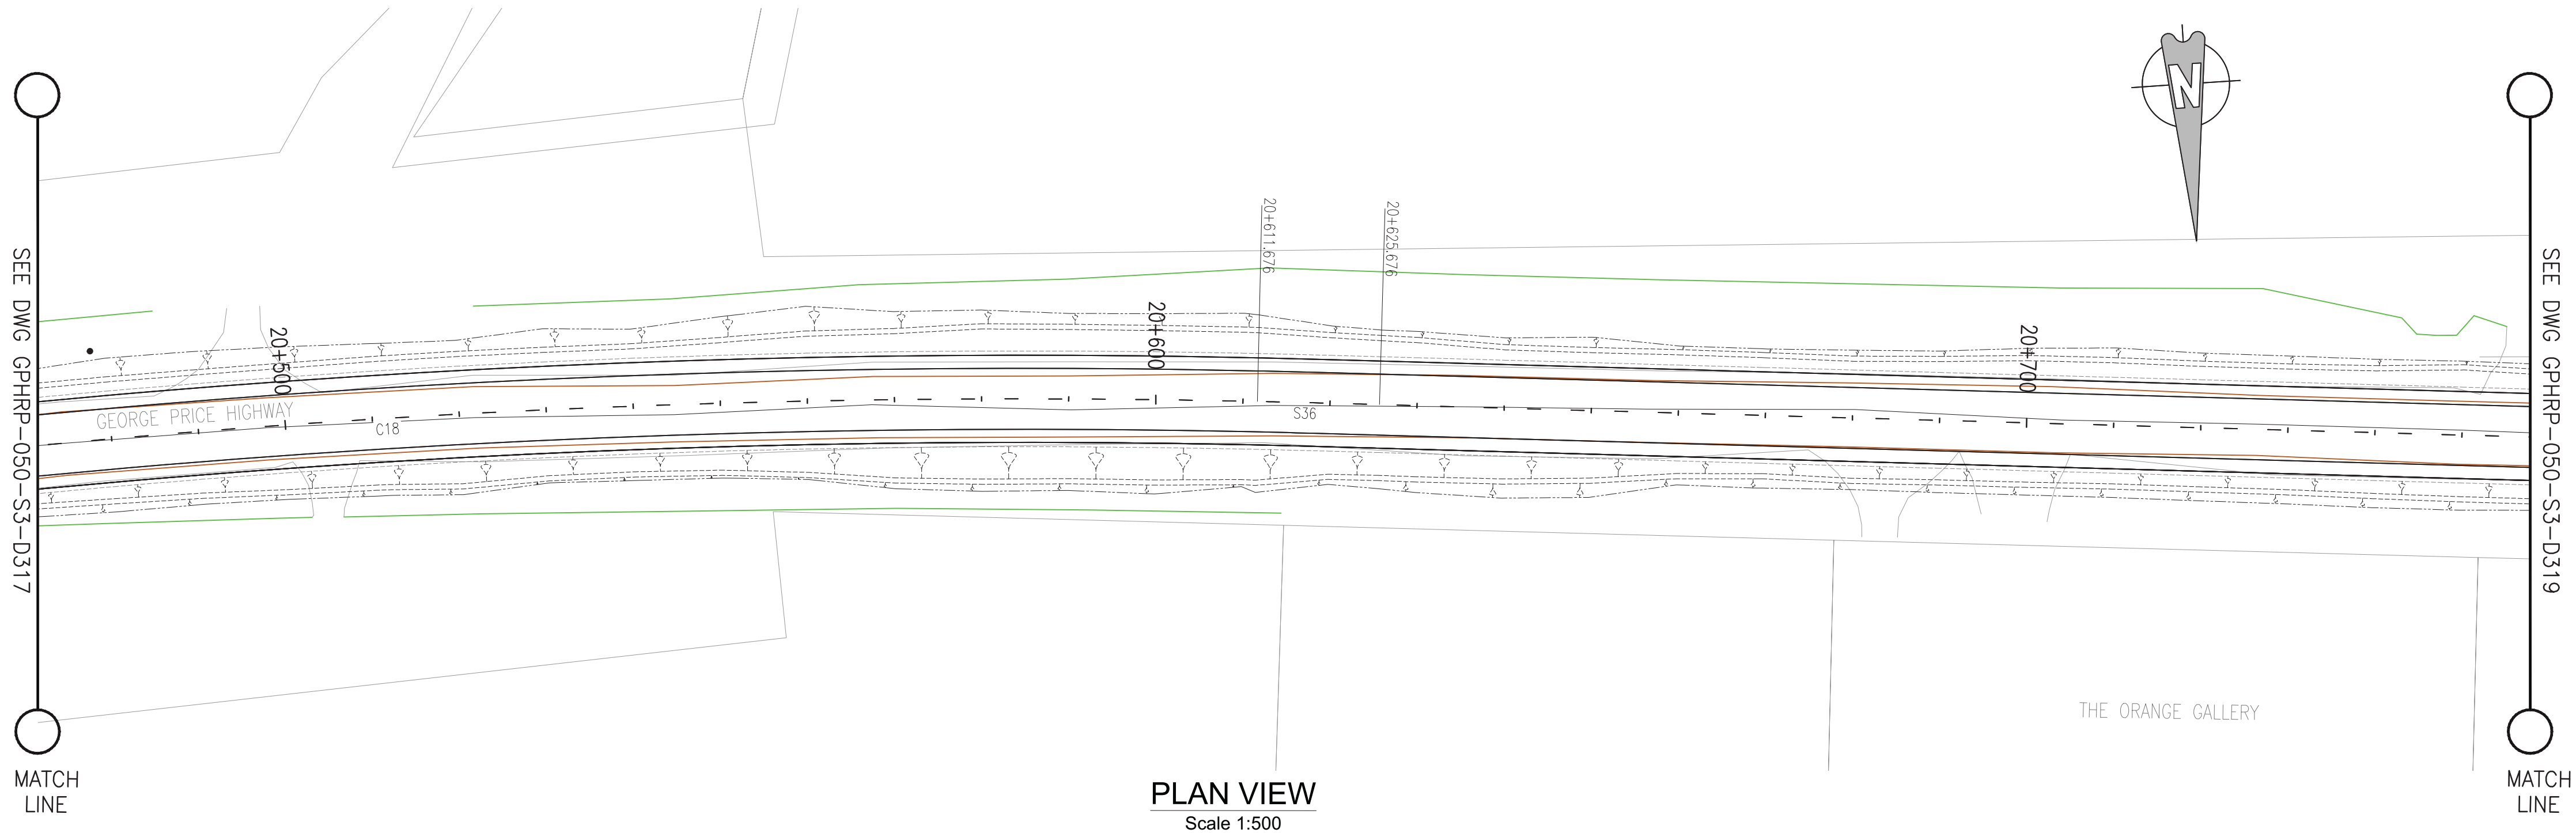 SEE DWG GPHRP-050-S3-D317
MATCH
LINE
GEORGE PRICE HIGHWAY
20+500
C18
20+600
20+611.676
20+625.676
S36
20+700
N
THE ORANGE GALLERY
SEE DWG GPHRP-050-S3-D319
MATCH
LINE
PLAN VIEW
Scale 1:500